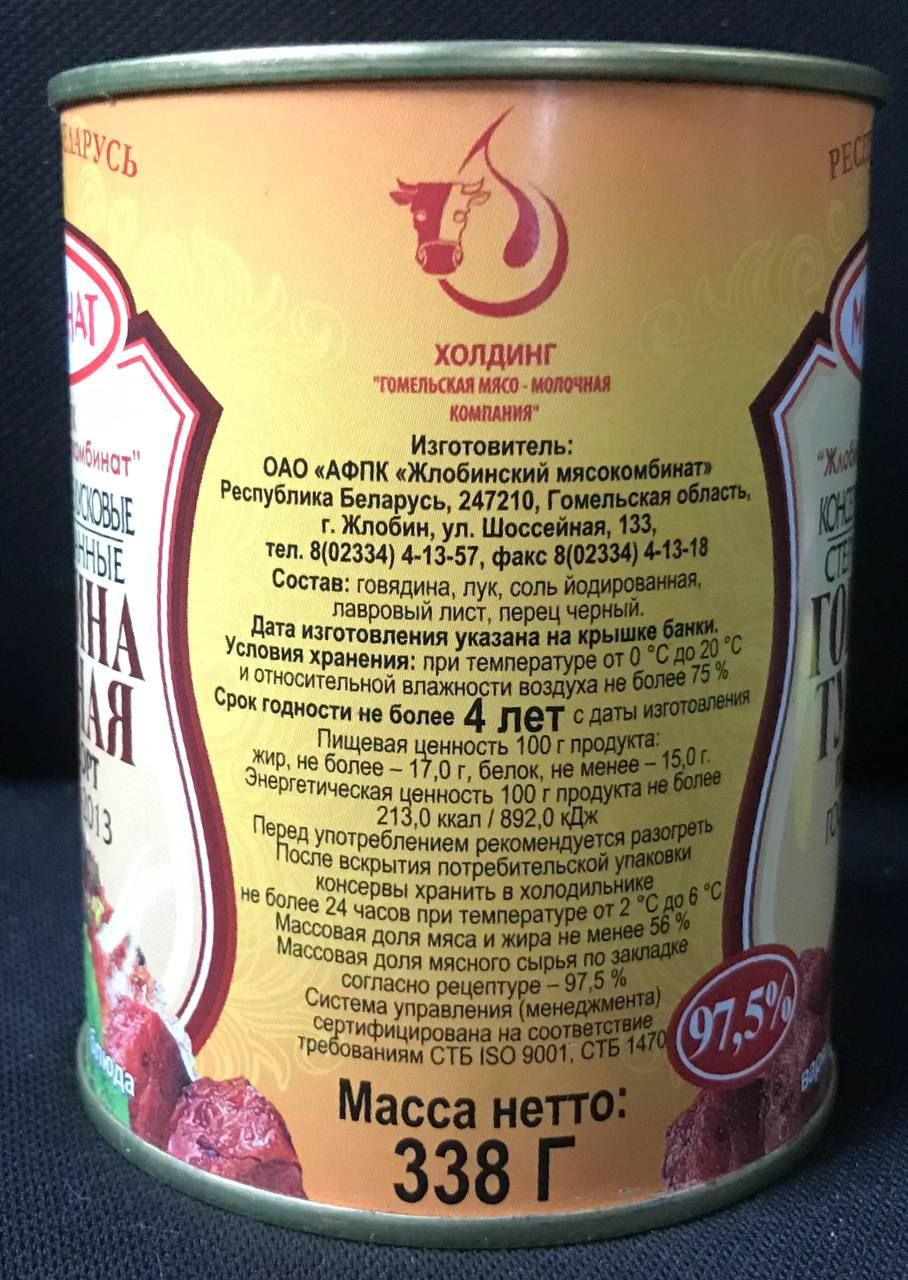 ХОЛДИНГ
"ГОМЕЛЬСКАЯ МЯСО - МОЛОЧНАЯ
КОМПАНИЯ"
Изготовитель:
ОАО «АФПК «Жлобинский мясокомбинат»
Республика Беларусь, 247210, Гомельская область,
г. Жлобин, ул. Шоссейная, 133,
тел. 8(02334) 4-13-57, факс 8(02334) 4-13-18
Состав: говядина, лук, соль йодированная,
лавровый лист, перец черный.
Дата изготовления указана на крышке банки.
Условия хранения: при температуре от 0 °C до 20 °C
и относительной влажности воздуха не более 75 %
Срок годности не более 4 лет с даты изготовления
Пищевая ценность 100 г продукта:
жир, не более – 17,0 г, белок, не менее – 15,0 г.
Энергетическая ценность 100 г продукта не более
213,0 ккал / 892,0 кДж
Перед употреблением рекомендуется разогреть
После вскрытия потребительской упаковки
консервы хранить в холодильнике
не более 24 часов при температуре от 2 °C до 6 °C
Массовая доля мяса и жира не менее 56 %
Массовая доля мясного сырья по закладке
согласно рецептуре – 97,5 %
Система управления (менеджмента)
сертифицирована на соответствие
требованиям СТБ ISO 9001, СТБ 1470
97,5%
Масса нетто:
338 Г